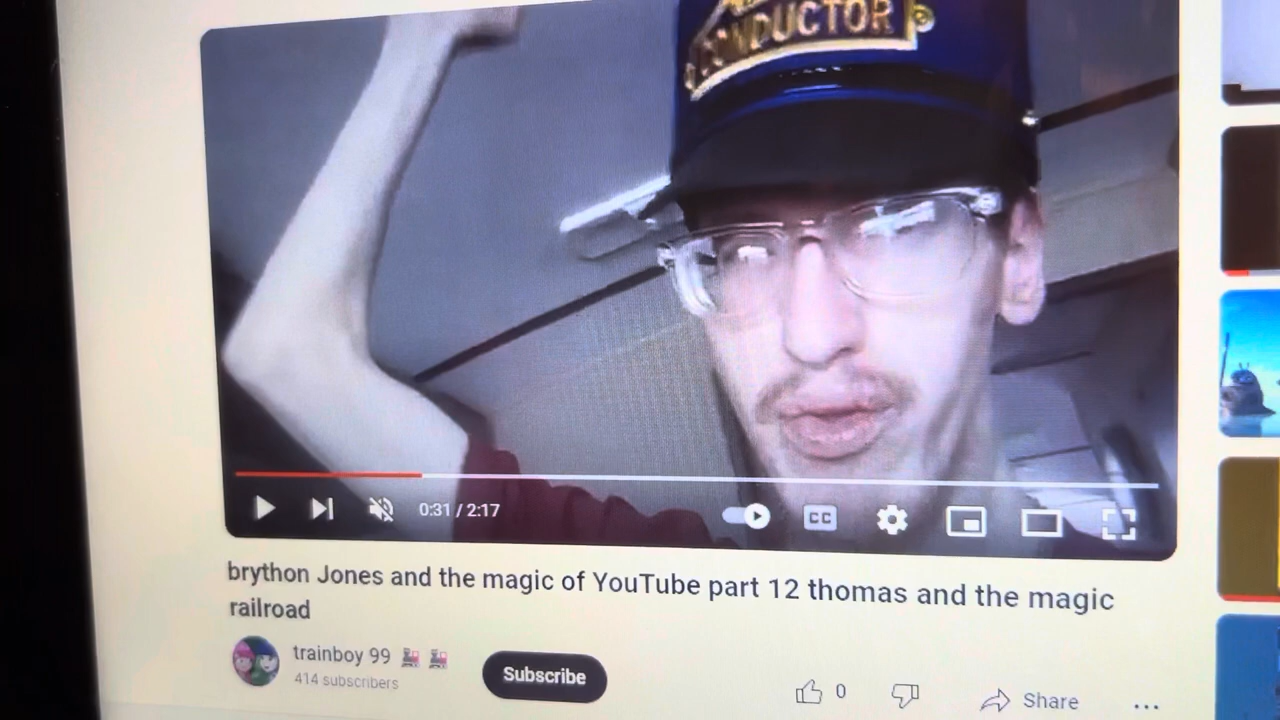 CONDUCTOR
0:31 / 2:17
CC
brython Jones and the magic of YouTube part 12 thomas and the magic
railroad
trainboy 99
414 subscribers
Subscribe
0
Share